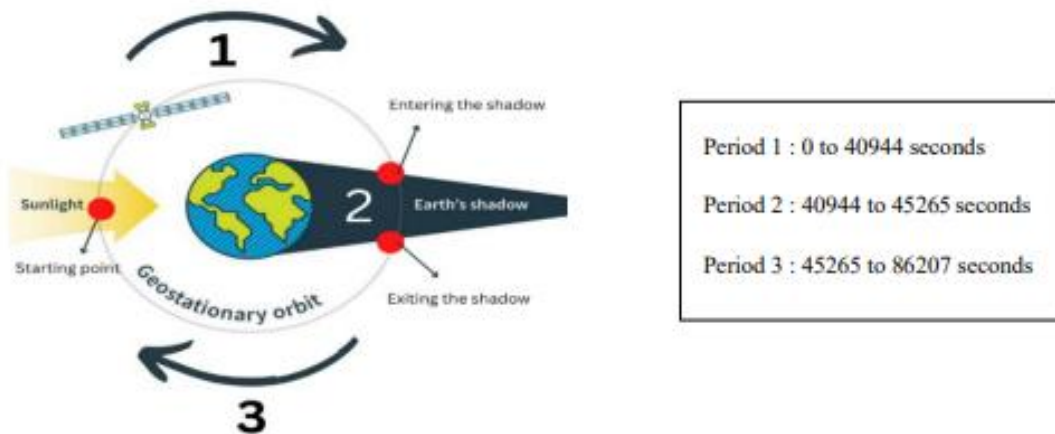 1
Entering the shadow
Sunlight
2
Earth's shadow
Starting point
Geostationary orbit
Exiting the shadow
3
Period 1 : 0 to 40944 seconds
Period 2 : 40944 to 45265 seconds
Period 3 : 45265 to 86207 seconds